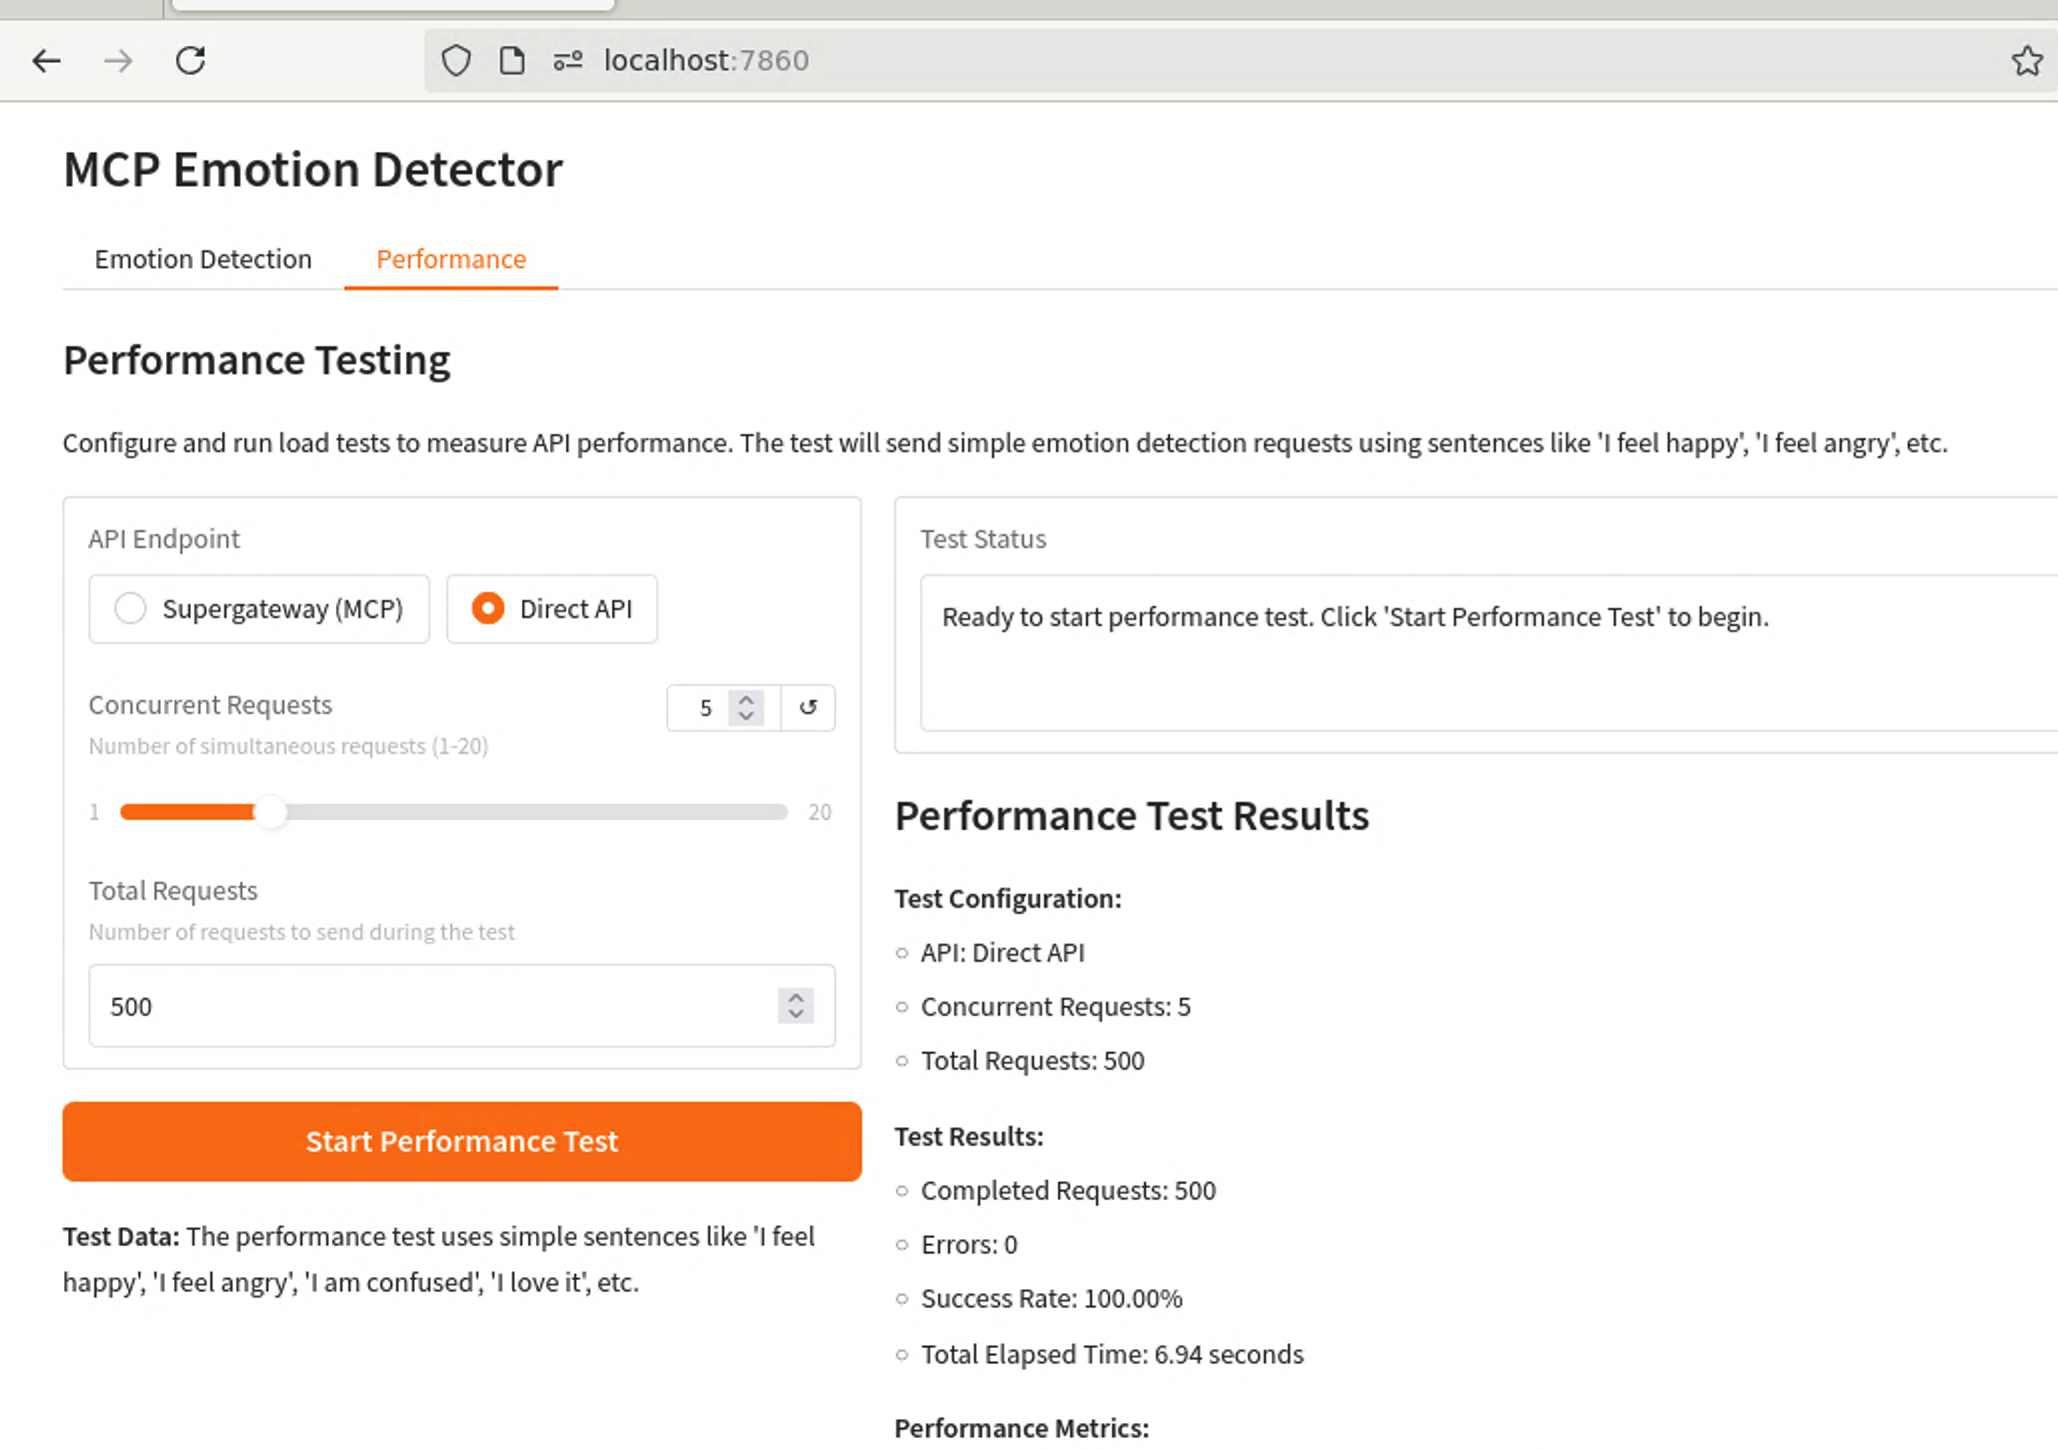 localhost:7860
MCP Emotion Detector
Emotion Detection
Performance
Performance Testing
Configure and run load tests to measure API performance. The test will send simple emotion detection requests using sentences like 'I feel happy', 'I feel angry', etc.
API Endpoint
Supergateway (MCP)
Direct API
Concurrent Requests
5
Number of simultaneous requests (1-20)
1
20
Total Requests
Number of requests to send during the test
500
Start Performance Test
Test Data: The performance test uses simple sentences like 'I feel
happy', 'I feel angry', 'I am confused', 'I love it', etc.
Test Status
Ready to start performance test. Click 'Start Performance Test' to begin.
Performance Test Results
Test Configuration:
API: Direct API
Concurrent Requests: 5
Total Requests: 500
Test Results:
Completed Requests: 500
Errors: 0
Success Rate: 100.00%
Total Elapsed Time: 6.94 seconds
Performance Metrics: